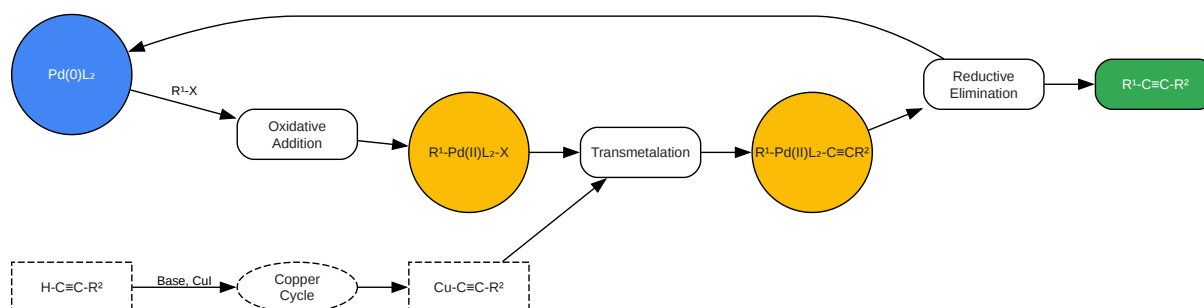 Pd(0)L₂
R¹-X
Oxidative
Addition
R¹-Pd(II)L₂-X
Transmetalation
R¹-Pd(II)L₂-C≡CR²
Reductive
Elimination
R¹-C≡C-R²
H-C≡C-R²
Base, CuI
Copper
Cycle
Cu-C≡C-R²